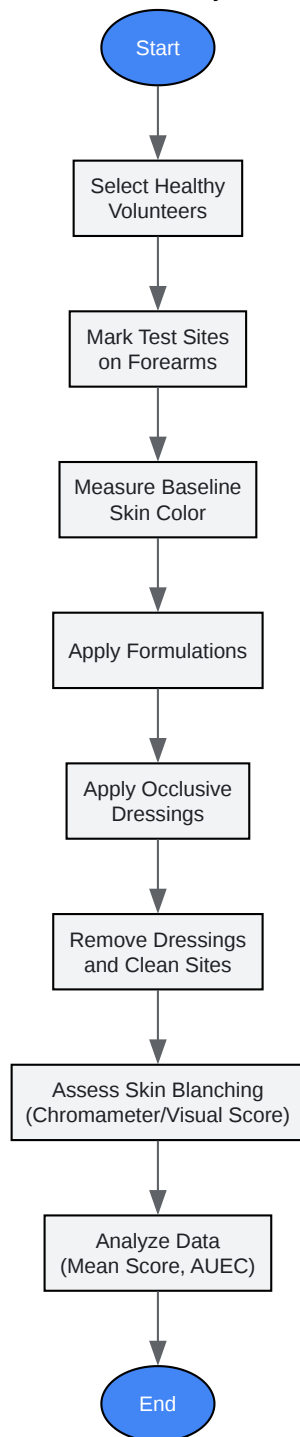 Start
Select Healthy
Volunteers
Mark Test Sites
on Forearms
Measure Baseline
Skin Color
Apply Formulations
Apply Occlusive
Dressings
Remove Dressings
and Clean Sites
Assess Skin Blanching
(Chromameter/Visual Score)
Analyze Data
(Mean Score, AUEC)
End